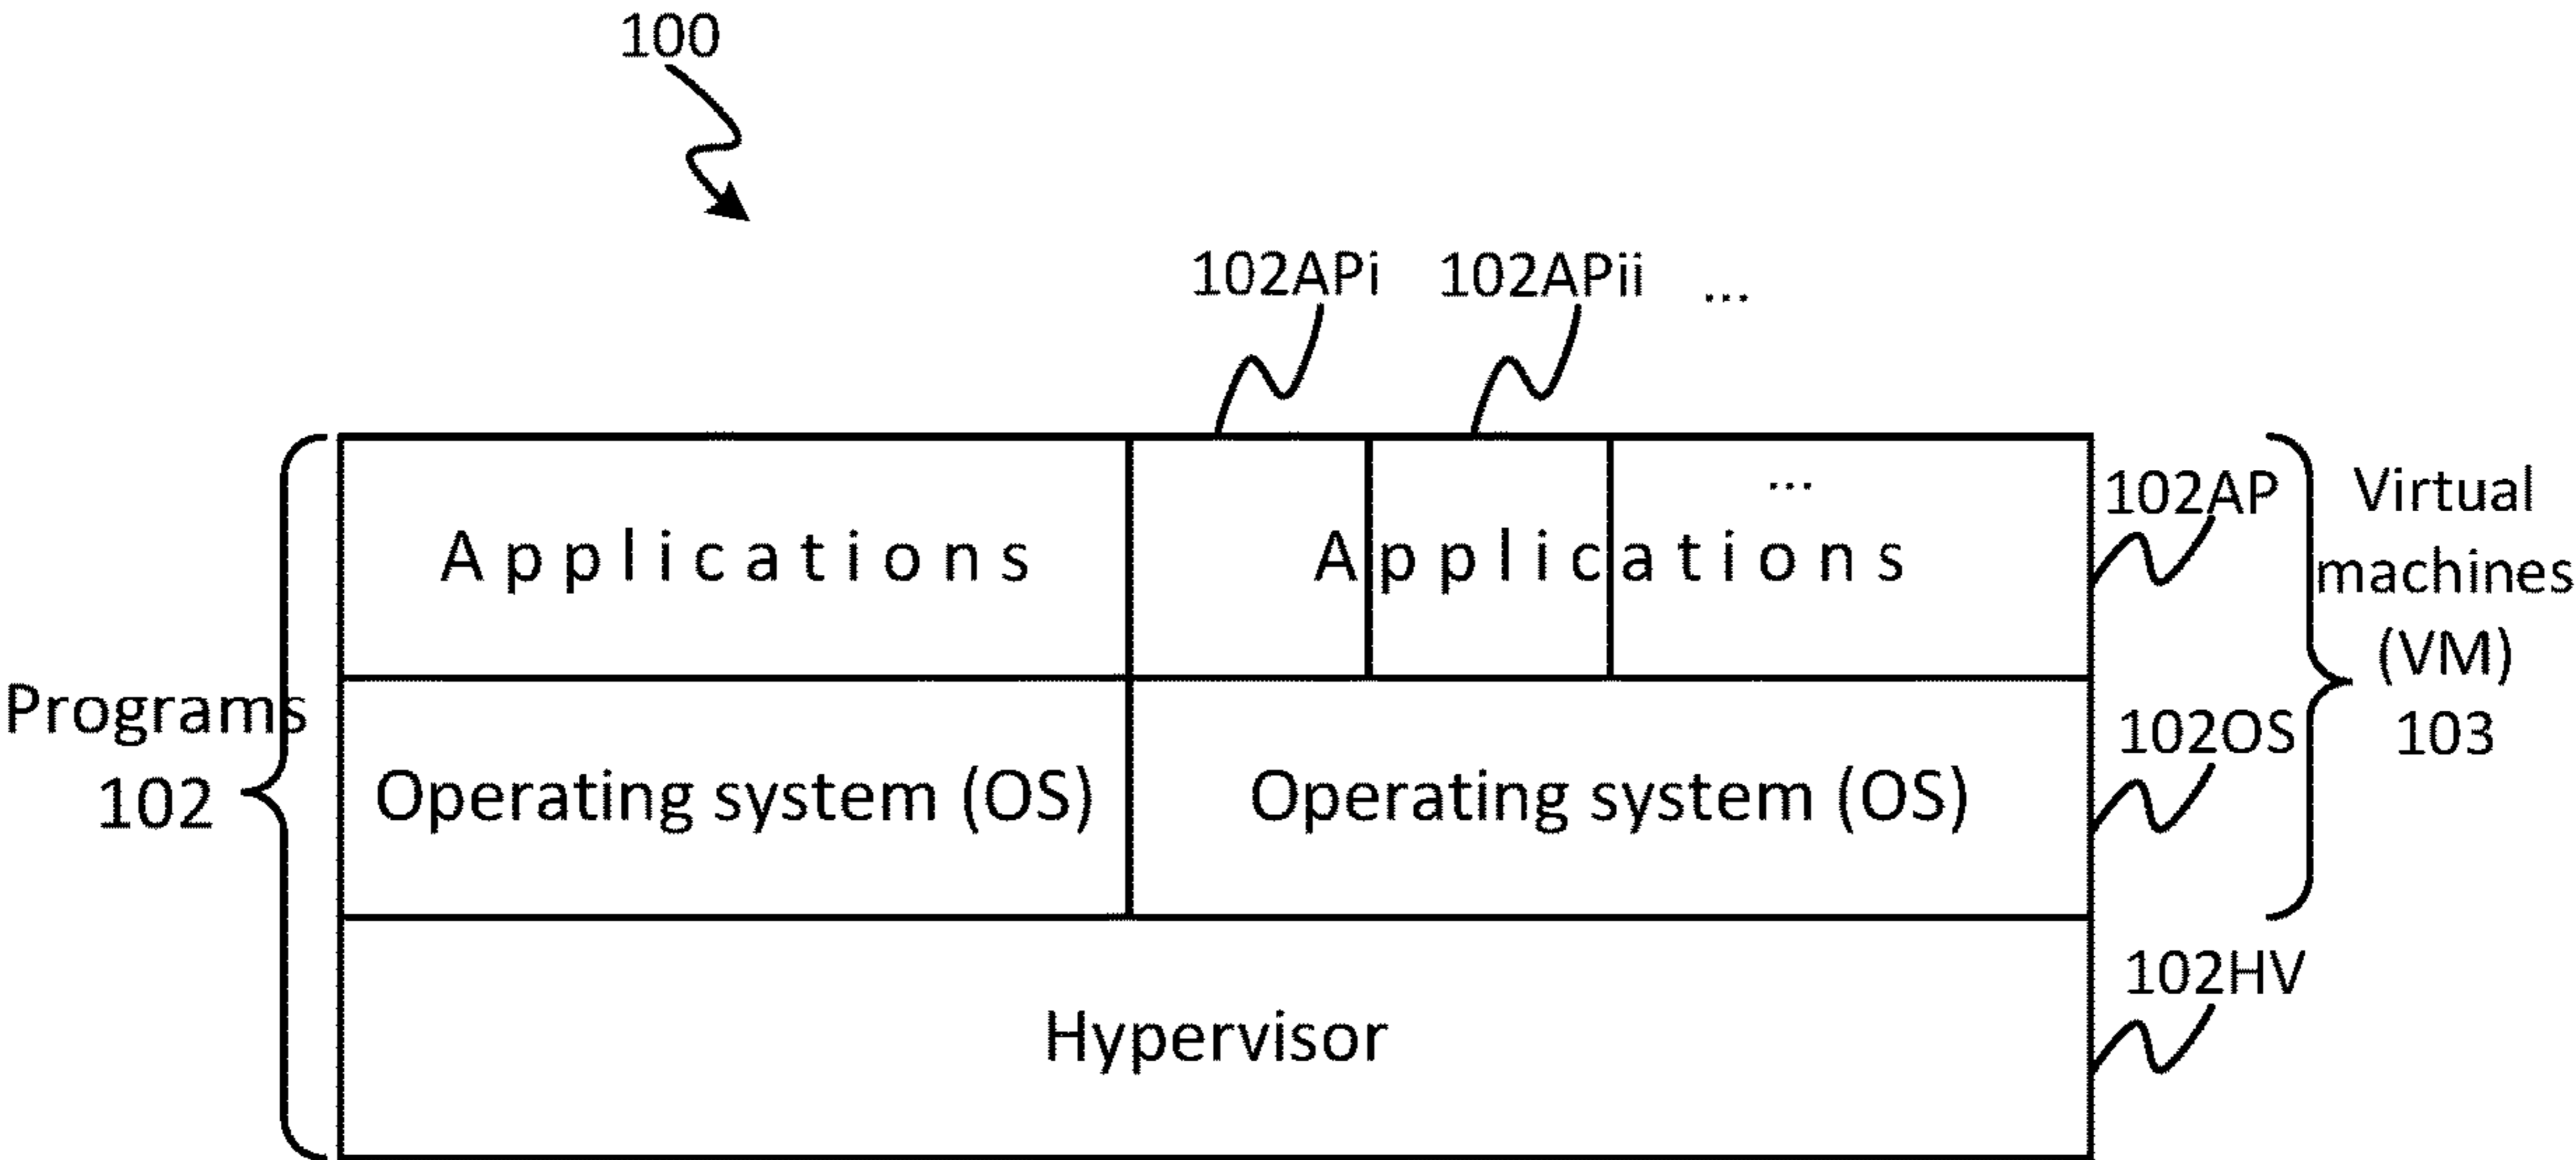 100
102APi 102APii ...
...
Applications Applications
102AP
Virtual
machines
(VM)
103
Programs
102
Operating system (OS) Operating system (OS)
102OS
Hypervisor
102HV